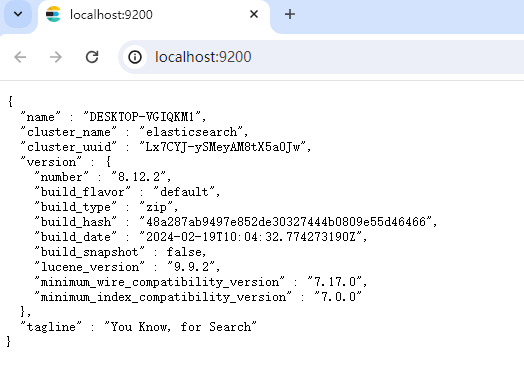 localhost:9200
localhost:9200
{
  "name" : "DESKTOP-VGIQKM1",
  "cluster_name" : "elasticsearch",
  "cluster_uuid" : "Lx7CYJ-ySMeyAM8tX5a0Jw",
  "version" : {
    "number" : "8.12.2",
    "build_flavor" : "default",
    "build_type" : "zip",
    "build_hash" : "48a287ab9497e852de30327444b0809e55d46466",
    "build_date" : "2024-02-19T10:04:32.774273190Z",
    "build_snapshot" : false,
    "lucene_version" : "9.9.2",
    "minimum_wire_compatibility_version" : "7.17.0",
    "minimum_index_compatibility_version" : "7.0.0"
  },
  "tagline" : "You Know, for Search"
}